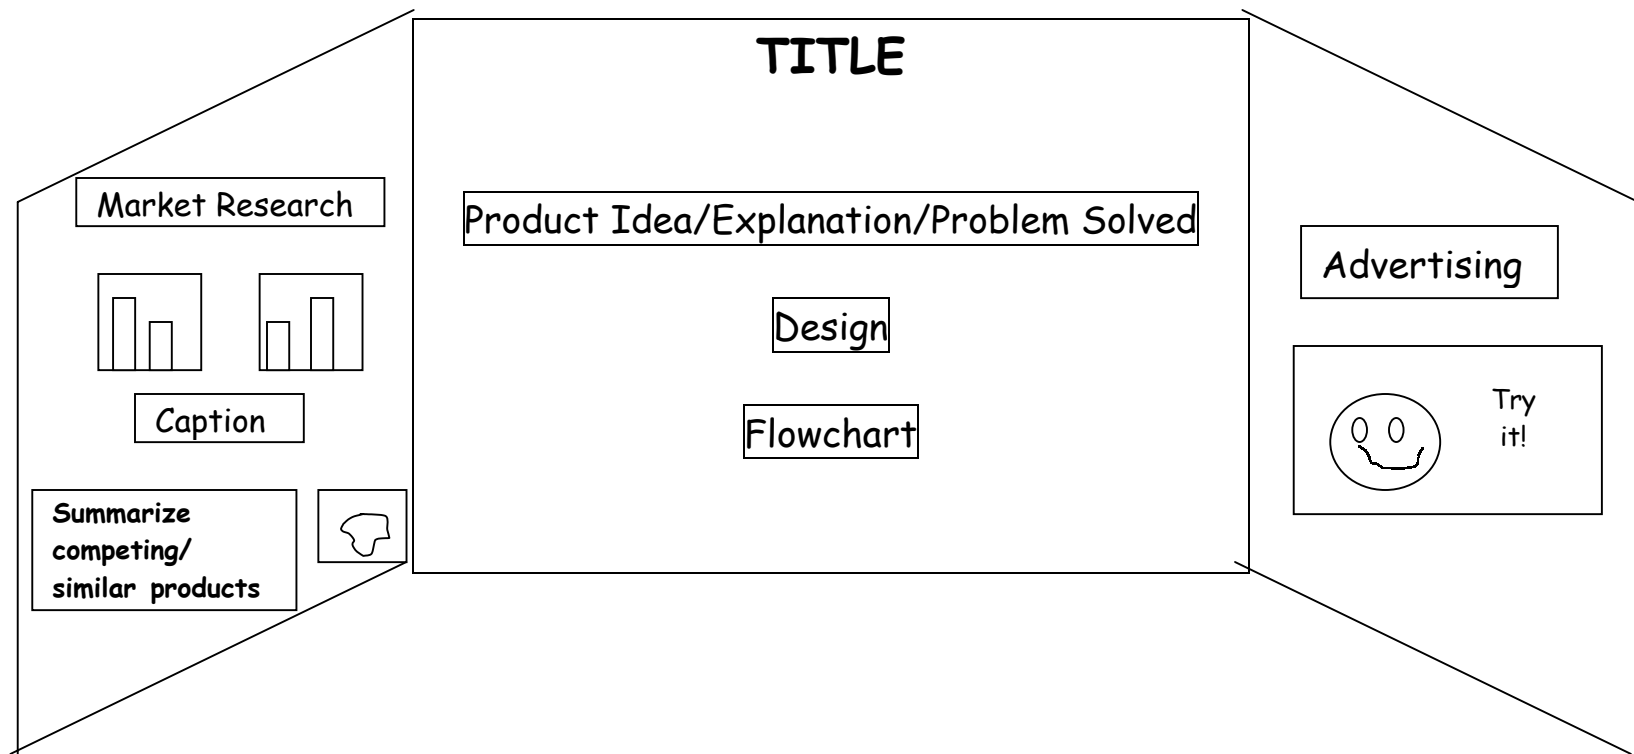 TITLE
Market Research
Caption
Summarize
competing/
similar products
Product Idea/Explanation/Problem Solved
Design
Flowchart
Advertising
Try
it!